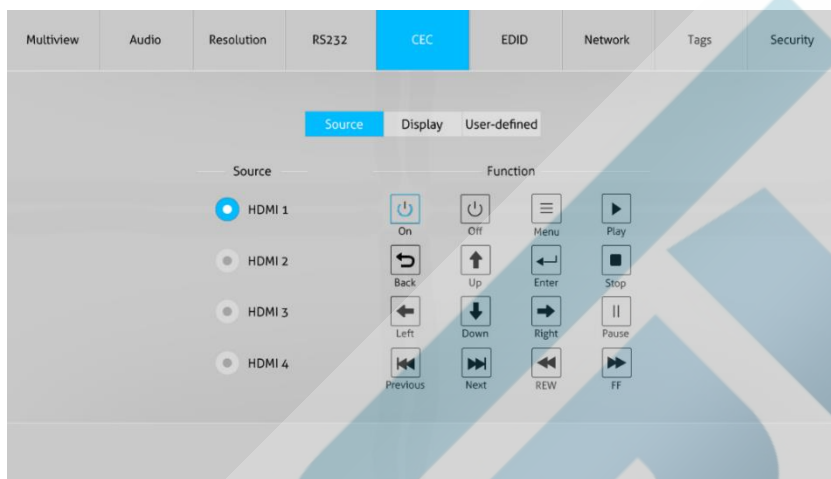 Multiview Audio Resolution RS232 CEC EDID Network Tags Security
Source Display User-defined
Source Function
HDMI 1 On Off Menu Play
HDMI 2 Back Up Enter Stop
HDMI 3 Left Down Right Pause
HDMI 4 Previous Next REW FF